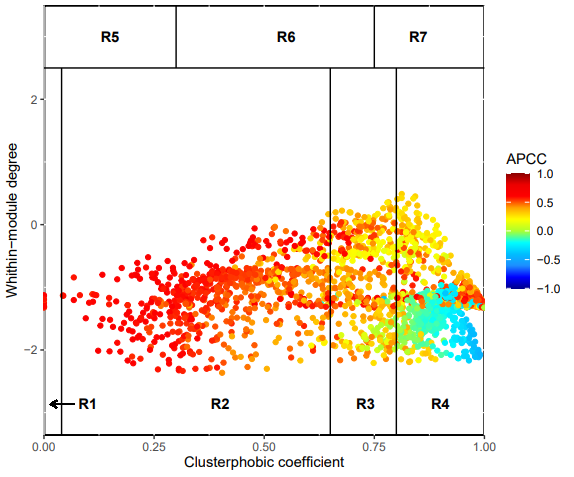 R5 R6 R7
2
0
−2
Whithin−module degree
R1 R2 R3 R4
0.00 0.25 0.50 0.75 1.00
Clusterphobic coefficient
APCC
1.0
0.5
0.0
−0.5
−1.0